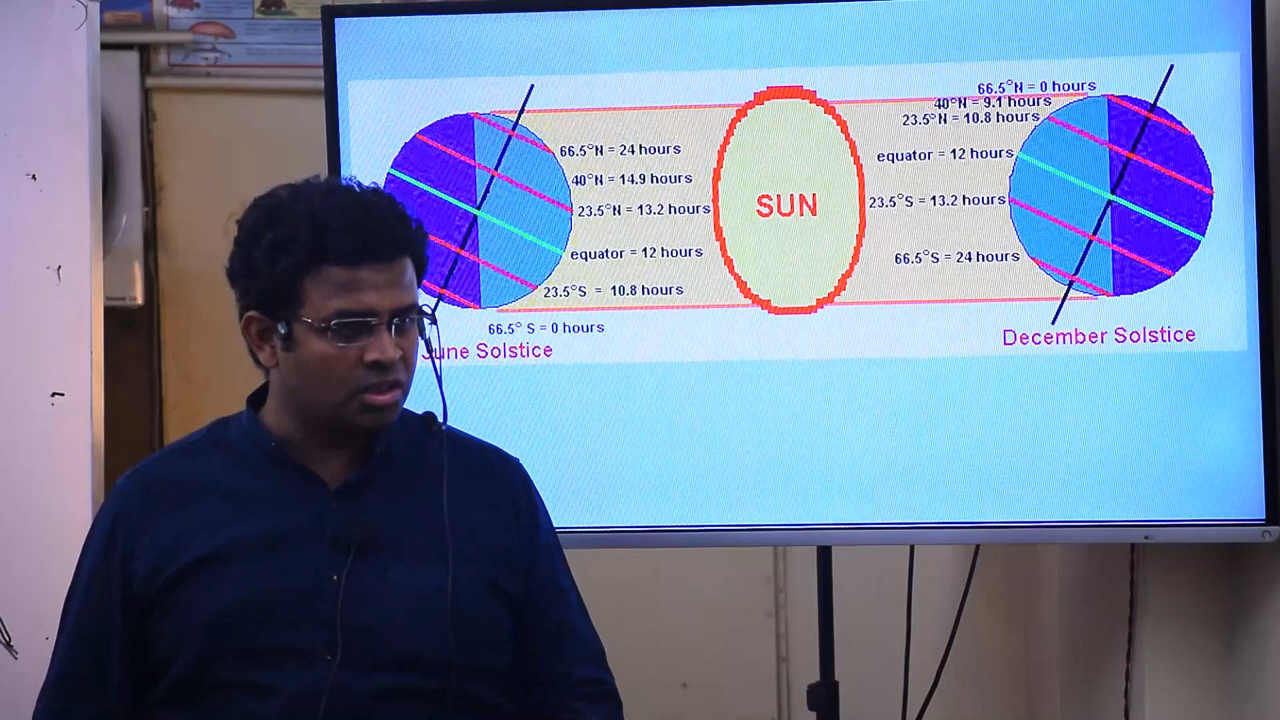 66.5°N = 24 hours
40°N = 14.9 hours
23.5°N = 13.2 hours
equator = 12 hours
23.5°S = 10.8 hours
66.5° S = 0 hours
June Solstice
SUN
66.5°N = 0 hours
40°N = 9.1 hours
23.5°N = 10.8 hours
equator = 12 hours
23.5°S = 13.2 hours
66.5°S = 24 hours
December Solstice